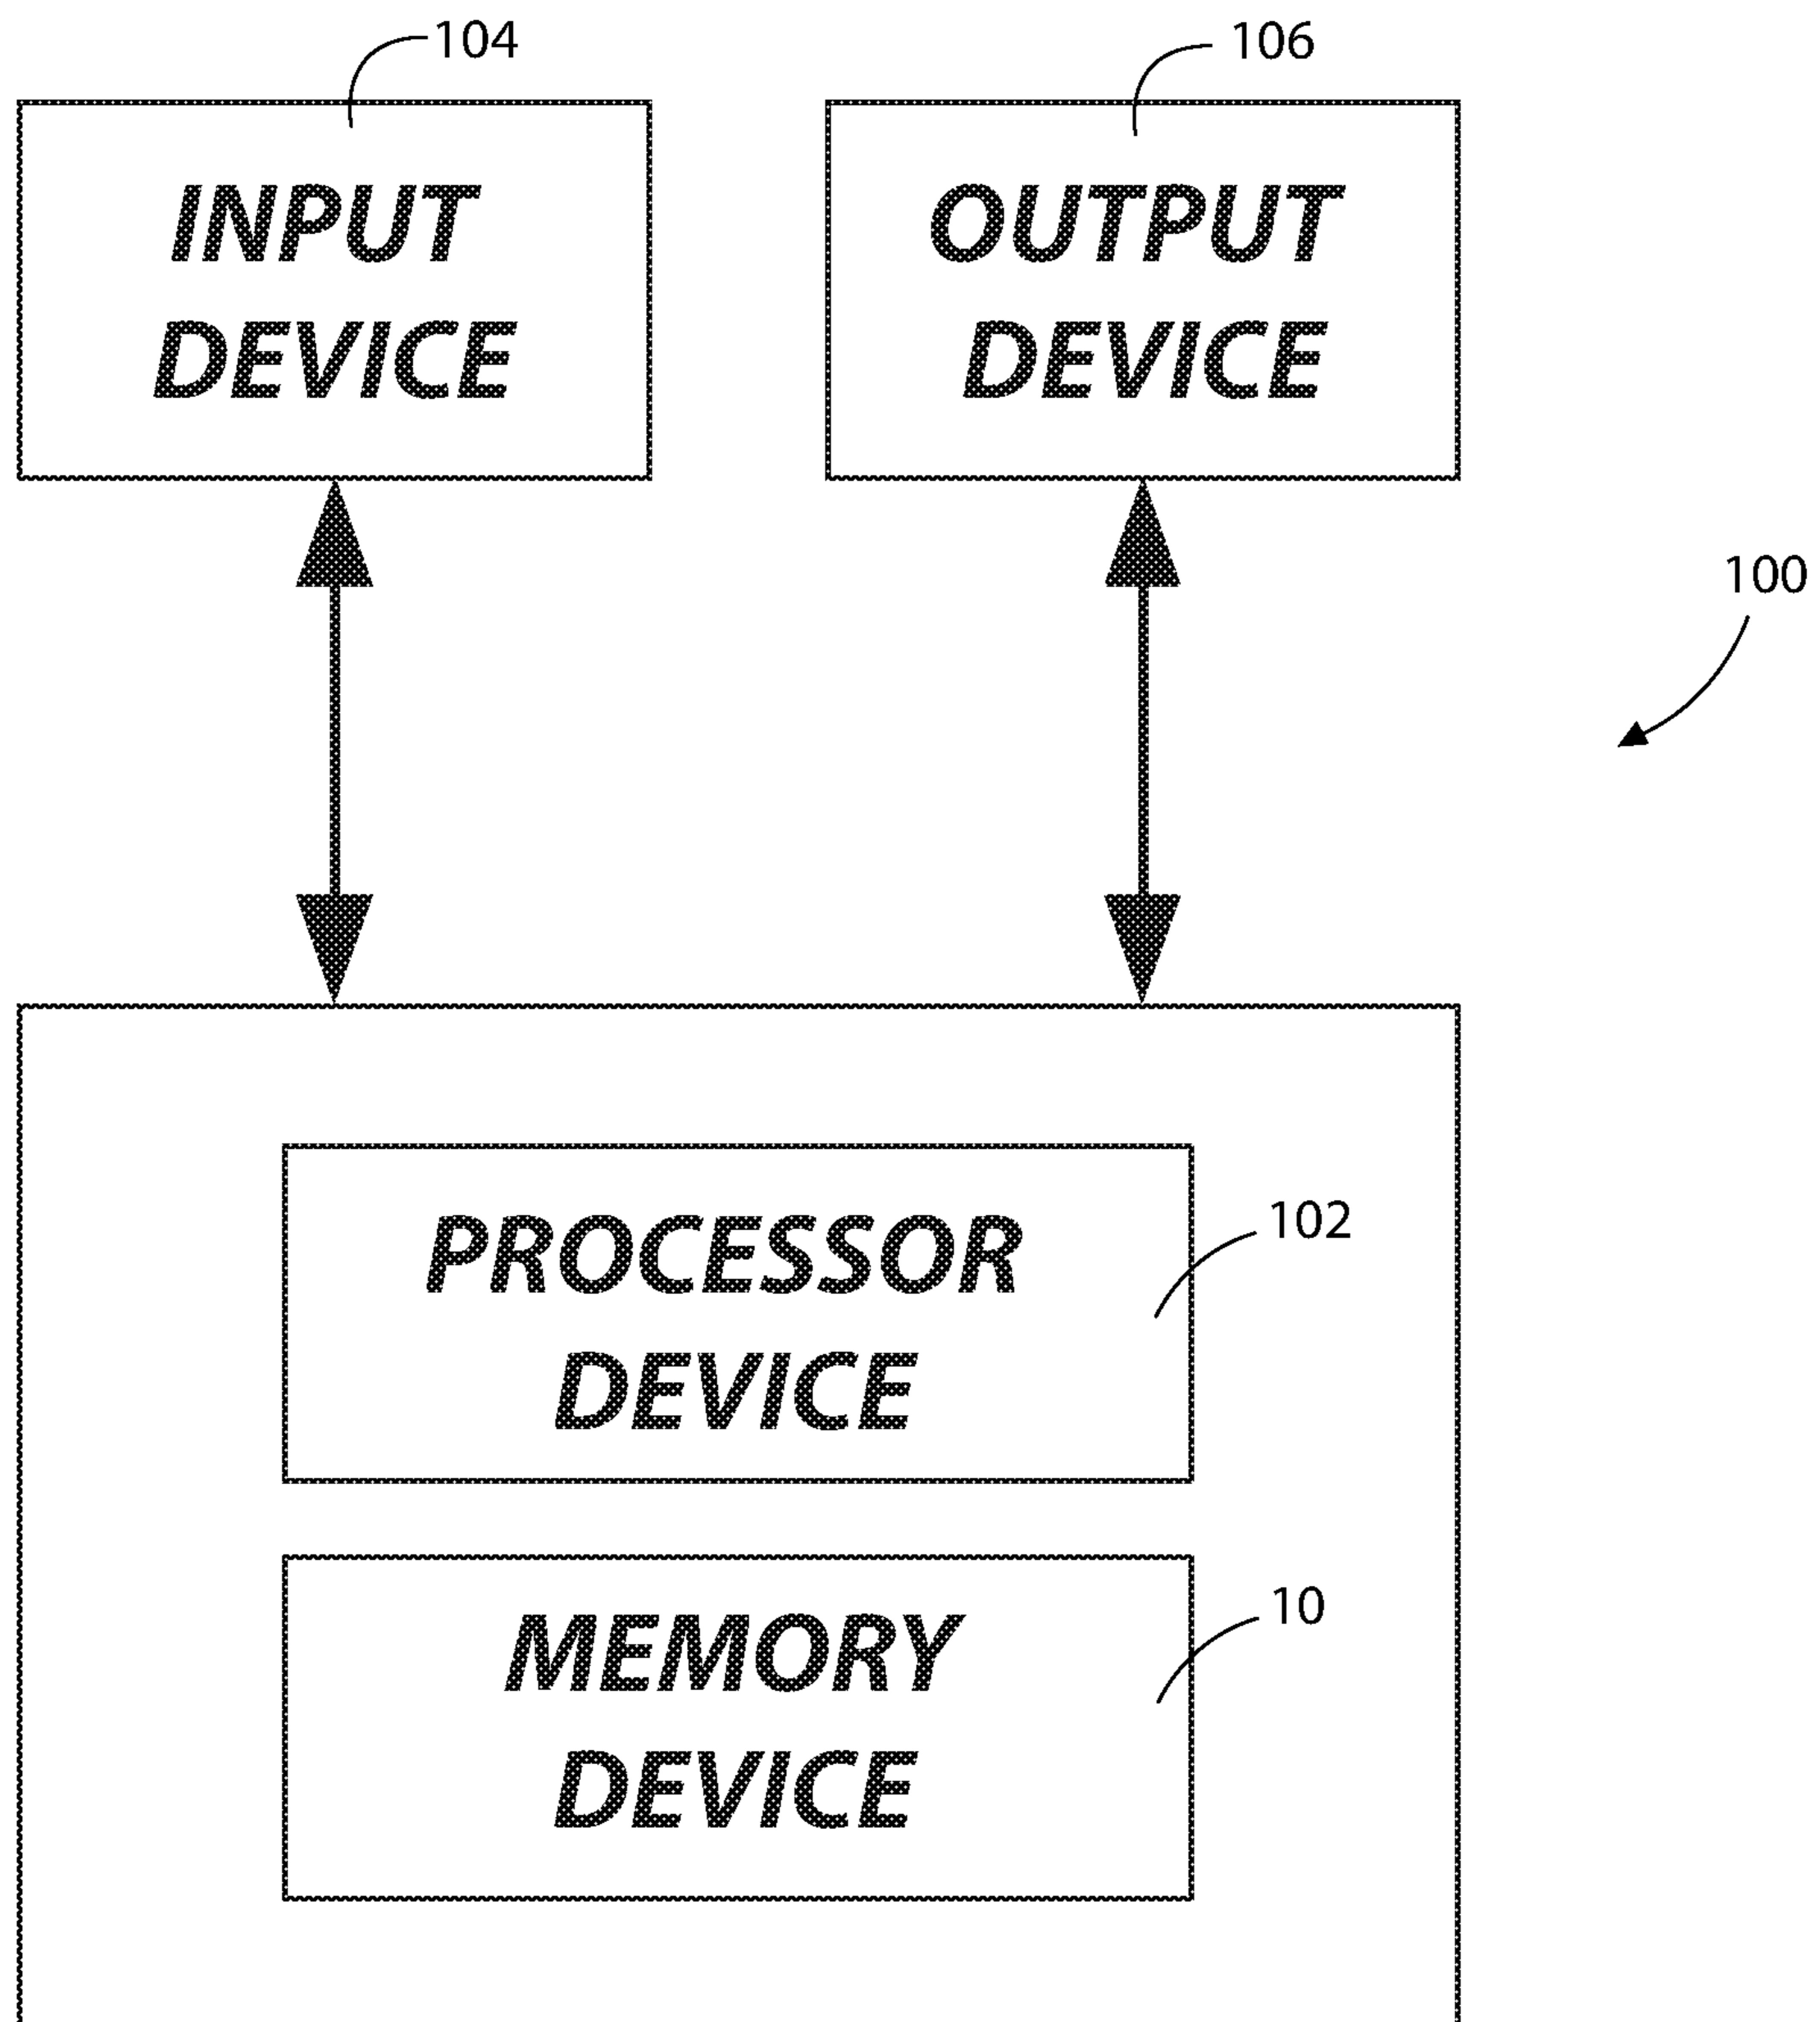 104
106
INPUT
DEVICE
OUTPUT
DEVICE
100
PROCESSOR
DEVICE
102
MEMORY
DEVICE
10